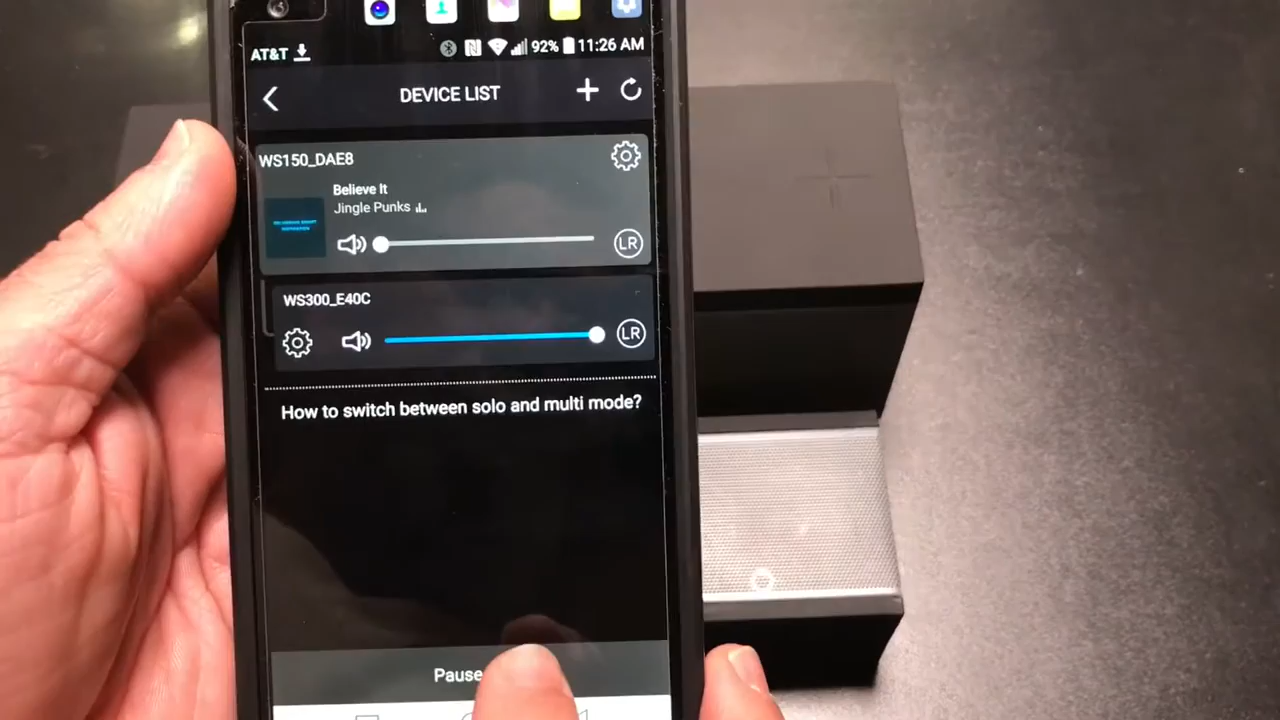 AT&T 92% 11:26 AM
DEVICE LIST
WS150_DAE8
Believe It
Jingle Punks
LR
WS300_E40C
LR
How to switch between solo and multi mode?
Pause